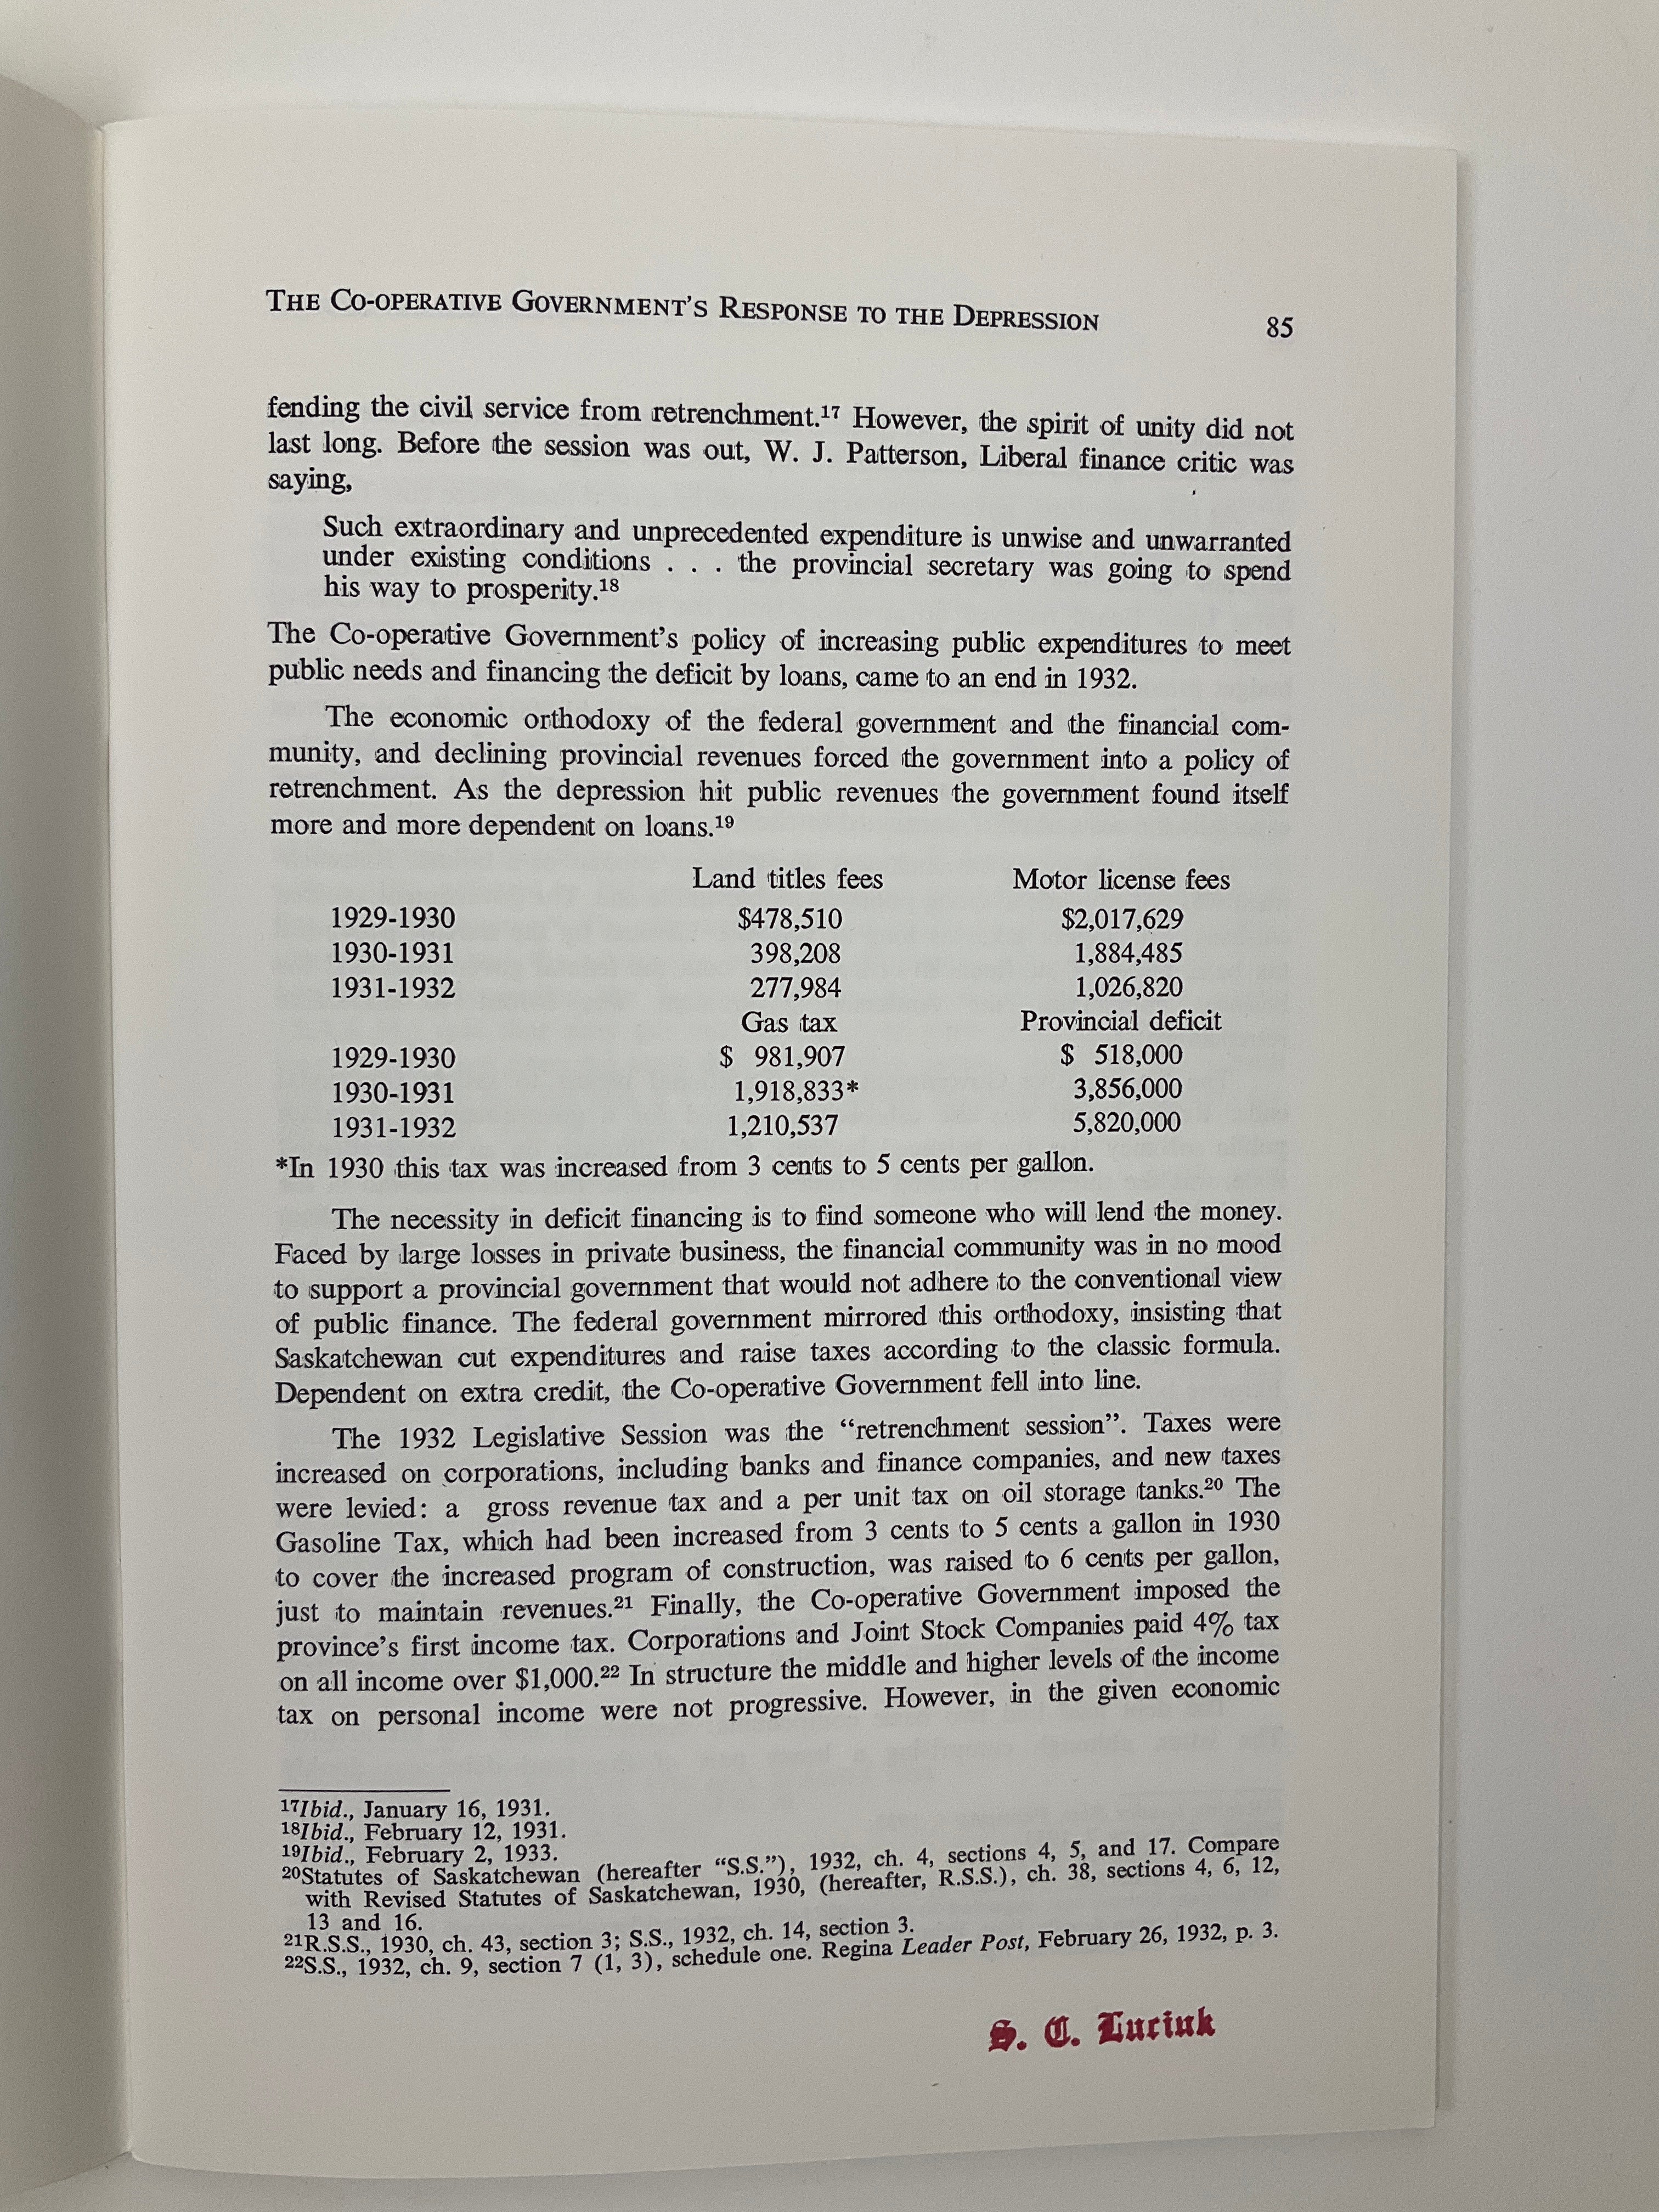 THE CO-OPERATIVE GOVERNMENT'S RESPONSE TO THE DEPRESSION 85
fending the civil service from retrenchment.17 However, the spirit of unity did not
last long. Before the session was out, W. J. Patterson, Liberal finance critic was
saying,
Such extraordinary and unprecedented expenditure is unwise and unwarranted
under existing conditions . . . the provincial secretary was going to spend
his way to prosperity.18
The Co-operative Government's policy of increasing public expenditures to meet
public needs and financing the deficit by loans, came to an end in 1932.
The economic orthodoxy of the federal government and the financial com-
munity, and declining provincial revenues forced the government into a policy of
retrenchment. As the depression hit public revenues the government found itself
more and more dependent on loans.19
Land titles fees Motor license fees
1929-1930 $478,510 $2,017,629
1930-1931 398,208 1,884,485
1931-1932 277,984 1,026,820
Gas tax Provincial deficit
1929-1930 $ 981,907 $ 518,000
1930-1931 1,918,833* 3,856,000
1931-1932 1,210,537 5,820,000
*In 1930 this tax was increased from 3 cents to 5 cents per gallon.
The necessity in deficit financing is to find someone who will lend the money.
Faced by large losses in private business, the financial community was in no mood
to support a provincial government that would not adhere to the conventional view
of public finance. The federal government mirrored this orthodoxy, insisting that
Saskatchewan cut expenditures and raise taxes according to the classic formula.
Dependent on extra credit, the Co-operative Government fell into line.
The 1932 Legislative Session was the “retrenchment session”. Taxes were
increased on corporations, including banks and finance companies, and new taxes
were levied: a gross revenue tax and a per unit tax on oil storage tanks.20 The
Gasoline Tax, which had been increased from 3 cents to 5 cents a gallon in 1930
to cover the increased program of construction, was raised to 6 cents per gallon,
just to maintain revenues.21 Finally, the Co-operative Government imposed the
province's first income tax. Corporations and Joint Stock Companies paid 4% tax
on all income over $1,000.22 In structure the middle and higher levels of the income
tax on personal income were not progressive. However, in the given economic
17Ibid., January 16, 1931.
18Ibid., February 12, 1931.
19Ibid., February 2, 1933.
20Statutes of Saskatchewan (hereafter “S.S.”), 1932, ch. 4, sections 4, 5, and 17. Compare
with Revised Statutes of Saskatchewan, 1930, (hereafter, R.S.S.), ch. 38, sections 4, 6, 12,
13 and 16.
21R.S.S., 1930, ch. 43, section 3; S.S., 1932, ch. 14, section 3.
22S.S., 1932, ch. 9, section 7 (1, 3), schedule one. Regina Leader Post, February 26, 1932, p. 3.
S. C. Luciuk